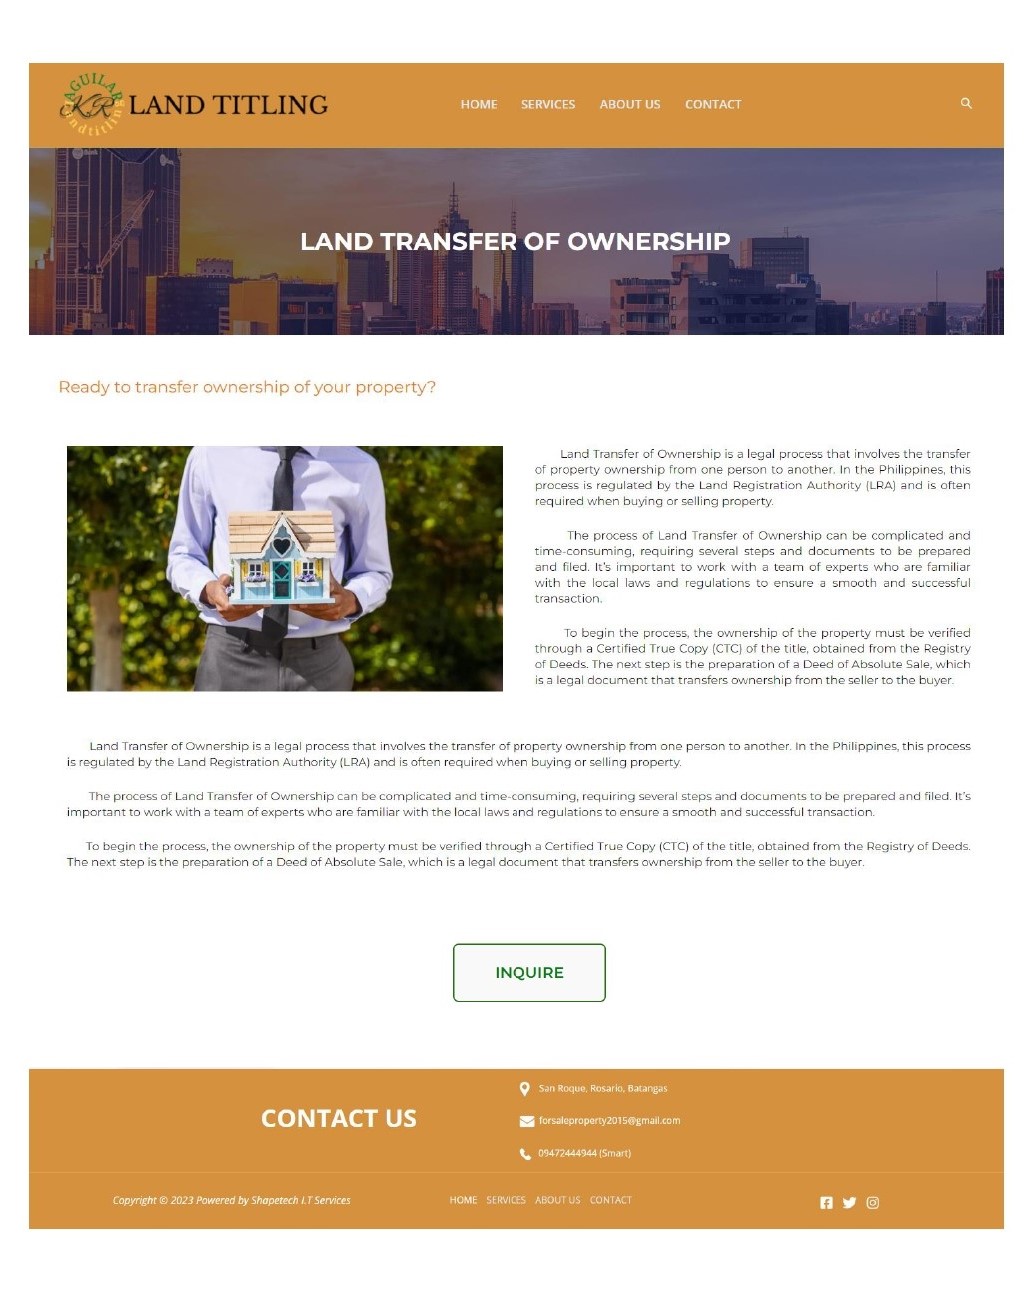 AGUILAR
K.R
landtitling
LAND TITLING
HOME SERVICES ABOUT US CONTACT
LAND TRANSFER OF OWNERSHIP
Ready to transfer ownership of your property?
Land Transfer of Ownership is a legal process that involves the transfer
of property ownership from one person to another. In the Philippines, this
process is regulated by the Land Registration Authority (LRA) and is often
required when buying or selling property.
The process of Land Transfer of Ownership can be complicated and
time-consuming, requiring several steps and documents to be prepared
and filed. It's important to work with a team of experts who are familiar
with the local laws and regulations to ensure a smooth and successful
transaction.
To begin the process, the ownership of the property must be verified
through a Certified True Copy (CTC) of the title, obtained from the Registry
of Deeds. The next step is the preparation of a Deed of Absolute Sale, which
is a legal document that transfers ownership from the seller to the buyer.
Land Transfer of Ownership is a legal process that involves the transfer of property ownership from one person to another. In the Philippines, this process
is regulated by the Land Registration Authority (LRA) and is often required when buying or selling property.
The process of Land Transfer of Ownership can be complicated and time-consuming, requiring several steps and documents to be prepared and filed. It's
important to work with a team of experts who are familiar with the local laws and regulations to ensure a smooth and successful transaction.
To begin the process, the ownership of the property must be verified through a Certified True Copy (CTC) of the title, obtained from the Registry of Deeds.
The next step is the preparation of a Deed of Absolute Sale, which is a legal document that transfers ownership from the seller to the buyer.
INQUIRE
CONTACT US
San Roque, Rosario, Batangas
forsaleproperty2015@gmail.com
09472444944 (Smart)
Copyright © 2023 Powered by Shapetech I.T Services
HOME SERVICES ABOUT US CONTACT